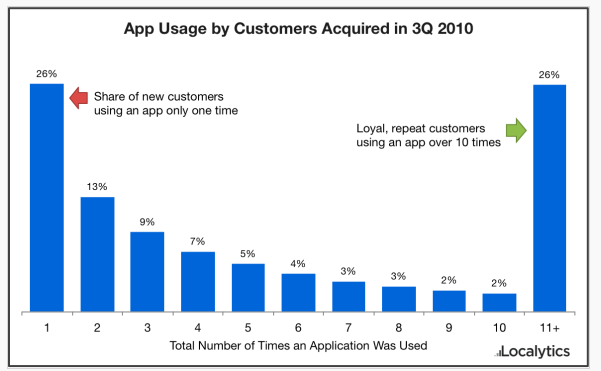 App Usage by Customers Acquired in 3Q 2010
26%
Share of new customers
using an app only one time
13%
9%
7%
5%
4%
3%
3%
2%
2%
26%
Loyal, repeat customers
using an app over 10 times
1 2 3 4 5 6 7 8 9 10 11+
Total Number of Times an Application Was Used
Localytics